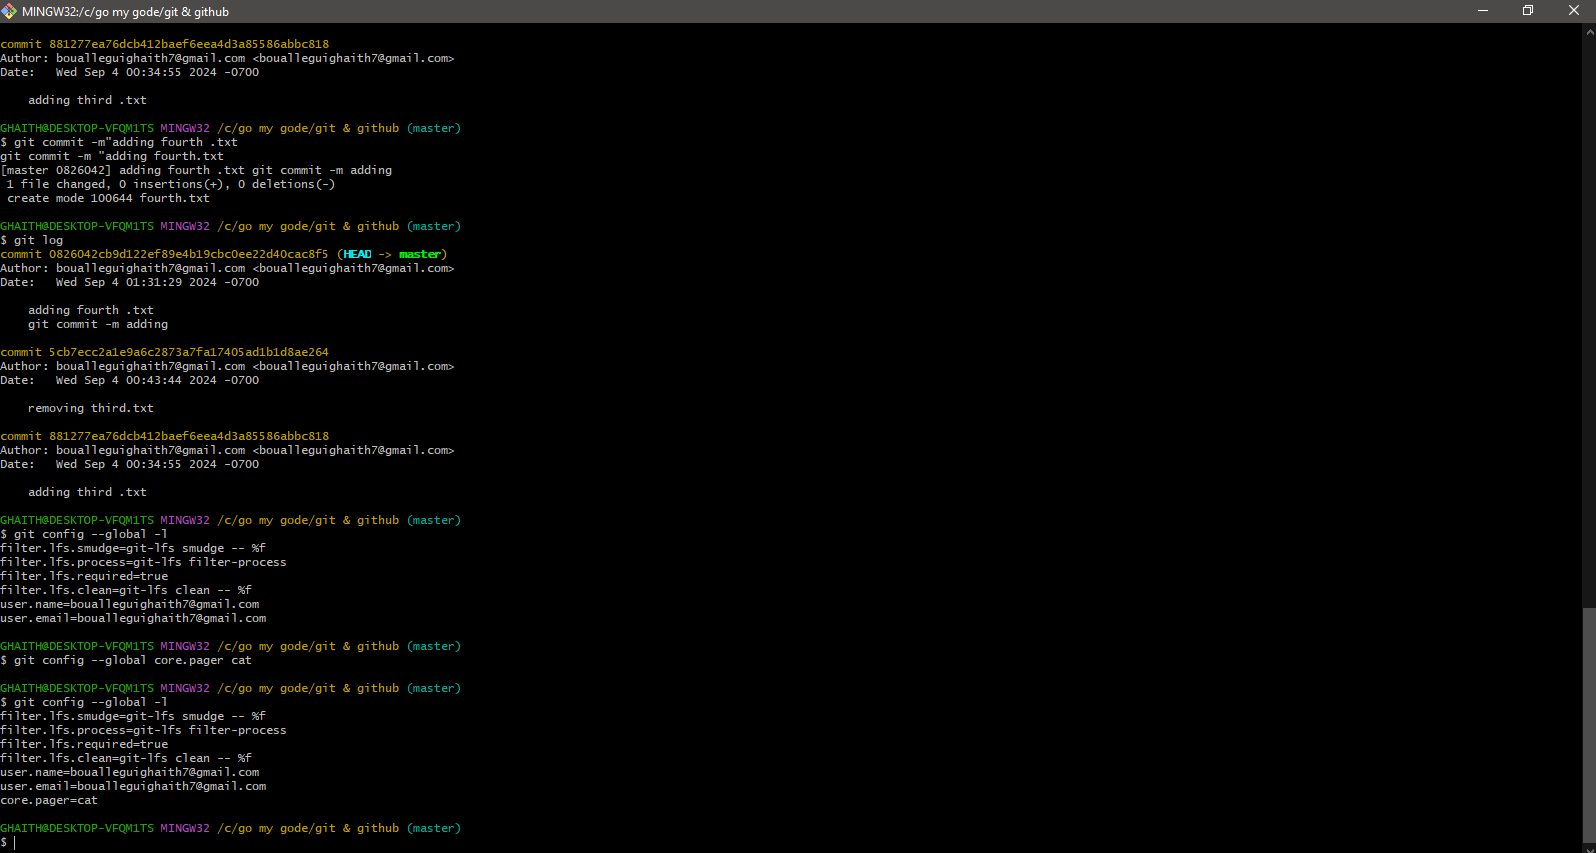 MINGW32:/c/go my gode/git & github
commit 881277ea76dcb412baef6eea4d3a85586abbc818
Author: boualleguighaith7@gmail.com <boualleguighaith7@gmail.com>
Date:   Wed Sep 4 00:34:55 2024 -0700
    adding third .txt
GHAITH@DESKTOP-VFQM1TS MINGW32 /c/go my gode/git & github (master)
$ git commit -m"adding fourth .txt
git commit -m "adding fourth.txt
[master 0826042] adding fourth .txt git commit -m adding
 1 file changed, 0 insertions(+), 0 deletions(-)
 create mode 100644 fourth.txt
GHAITH@DESKTOP-VFQM1TS MINGW32 /c/go my gode/git & github (master)
$ git log
commit 0826042cb9d122ef89e4b19cbc0ee22d40cac8f5 (HEAD -> master)
Author: boualleguighaith7@gmail.com <boualleguighaith7@gmail.com>
Date:   Wed Sep 4 01:31:29 2024 -0700
    adding fourth .txt
    git commit -m adding
commit 5cb7ecc2a1e9a6c2873a7fa17405ad1b1d8ae264
Author: boualleguighaith7@gmail.com <boualleguighaith7@gmail.com>
Date:   Wed Sep 4 00:43:44 2024 -0700
    removing third.txt
commit 881277ea76dcb412baef6eea4d3a85586abbc818
Author: boualleguighaith7@gmail.com <boualleguighaith7@gmail.com>
Date:   Wed Sep 4 00:34:55 2024 -0700
    adding third .txt
GHAITH@DESKTOP-VFQM1TS MINGW32 /c/go my gode/git & github (master)
$ git config --global -l
filter.lfs.smudge=git-lfs smudge -- %f
filter.lfs.process=git-lfs filter-process
filter.lfs.required=true
filter.lfs.clean=git-lfs clean -- %f
user.name=boualleguighaith7@gmail.com
user.email=boualleguighaith7@gmail.com
GHAITH@DESKTOP-VFQM1TS MINGW32 /c/go my gode/git & github (master)
$ git config --global core.pager cat
GHAITH@DESKTOP-VFQM1TS MINGW32 /c/go my gode/git & github (master)
$ git config --global -l
filter.lfs.smudge=git-lfs smudge -- %f
filter.lfs.process=git-lfs filter-process
filter.lfs.required=true
filter.lfs.clean=git-lfs clean -- %f
user.name=boualleguighaith7@gmail.com
user.email=boualleguighaith7@gmail.com
core.pager=cat
GHAITH@DESKTOP-VFQM1TS MINGW32 /c/go my gode/git & github (master)
$